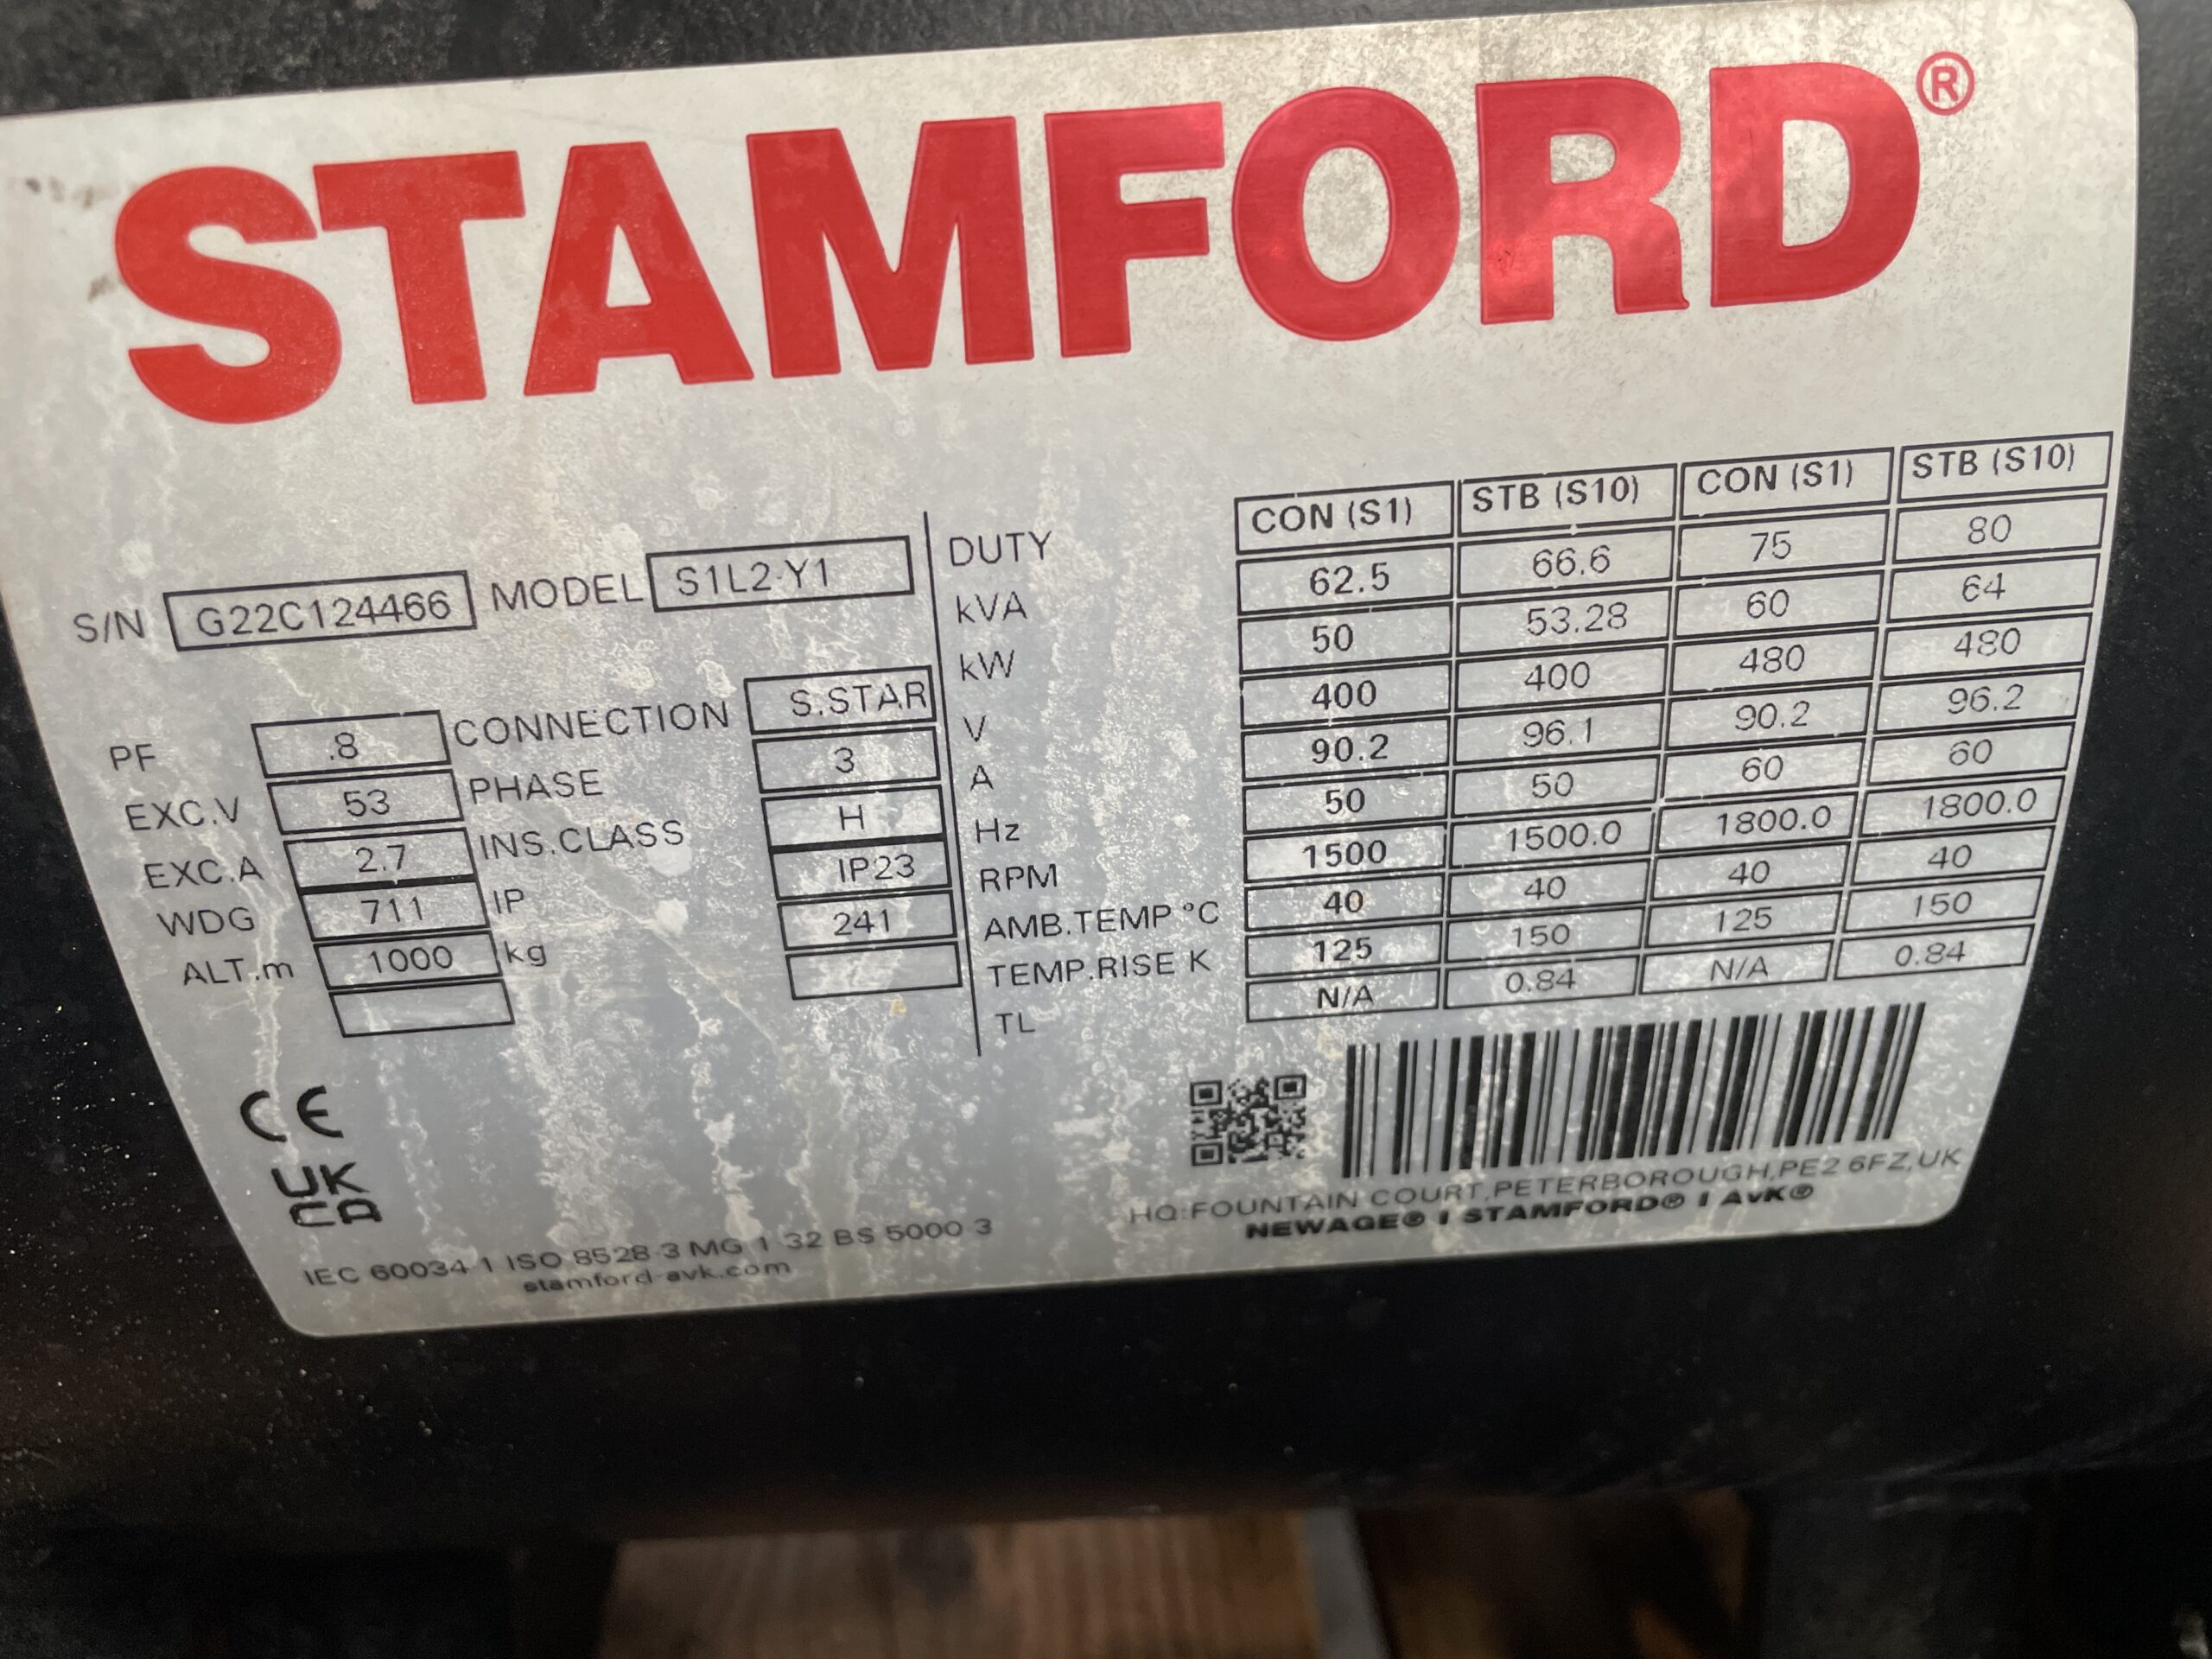 STAMFORD®
S/N G22C124466 MODEL S1L2-Y1
PF .8 CONNECTION S.STAR
EXC.V 53 PHASE 3
EXC.A 2.7 INS.CLASS H
WDG 711 IP IP23
ALT.m 1000 kg 241
DUTY CON (S1) STB (S10) CON (S1) STB (S10)
kVA 62.5 66.6 75 80
kW 50 53.28 60 64
V 400 400 480 480
A 90.2 96.1 90.2 96.2
Hz 50 50 60 60
RPM 1500 1500.0 1800.0 1800.0
AMB.TEMP °C 40 40 40 40
TEMP.RISE K 125 150 125 150
TL N/A 0.84 N/A 0.84
CE
UK
CA
IEC 60034-1 ISO 8528-3 MG 1-32 BS 5000-3
stamford-avk.com
HQ:FOUNTAIN COURT,PETERBOROUGH,PE2 6FZ,UK
NEWAGE® I STAMFORD® I AvK®